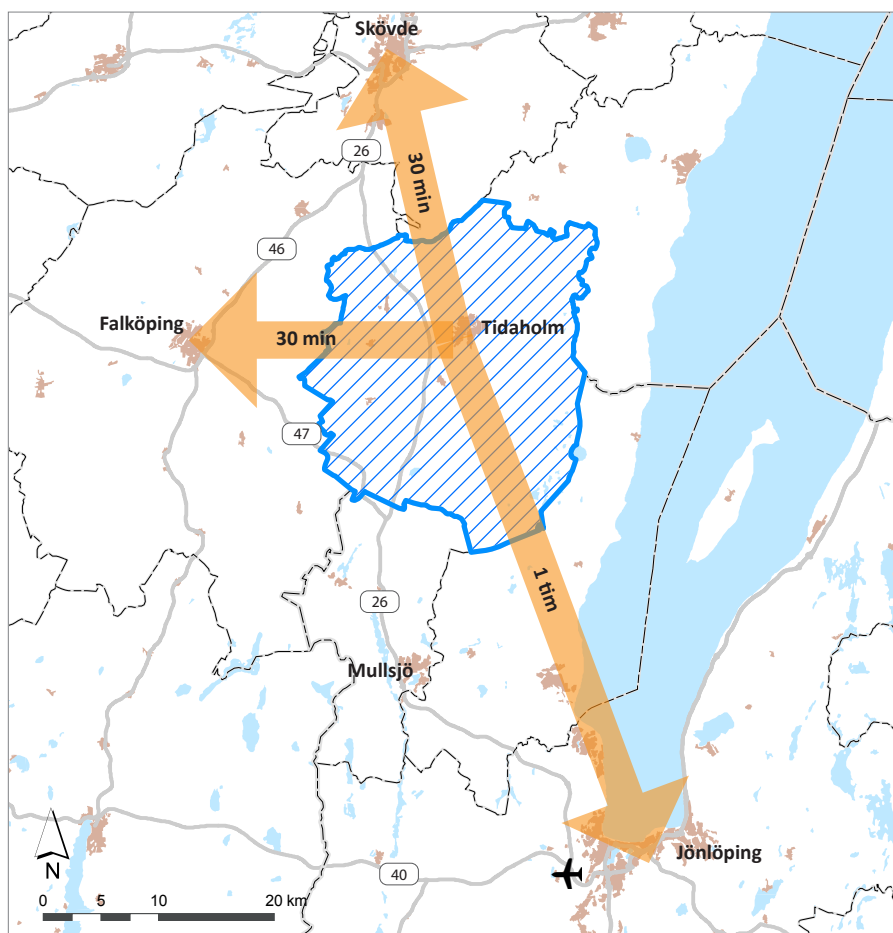 Skövde
26
30 min
46
Falköping
30 min
Tidaholm
47
1 tim
26
Mullsjö
Jönlöping
40
N
0 5 10 20 km